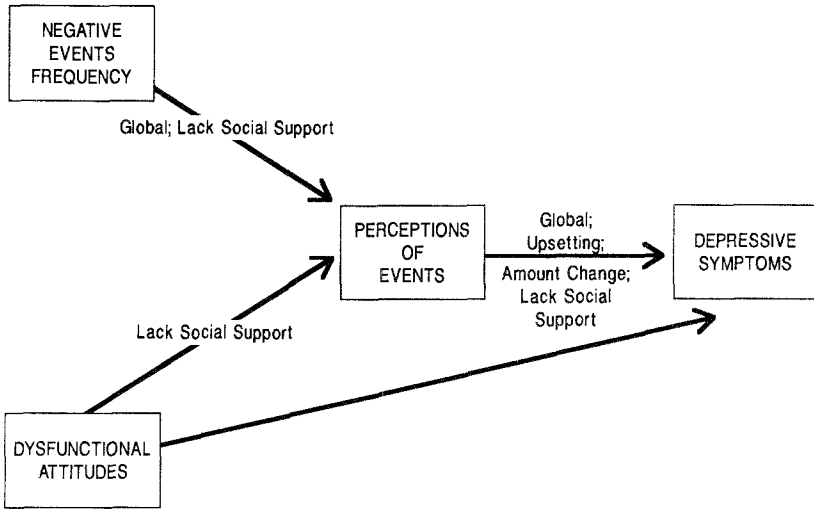 NEGATIVE
EVENTS
FREQUENCY
Global; Lack Social Support
PERCEPTIONS
OF
EVENTS
Global;
Upsetting;
Amount Change;
Lack Social
Support
DEPRESSIVE
SYMPTOMS
Lack Social Support
DYSFUNCTIONAL
ATTITUDES